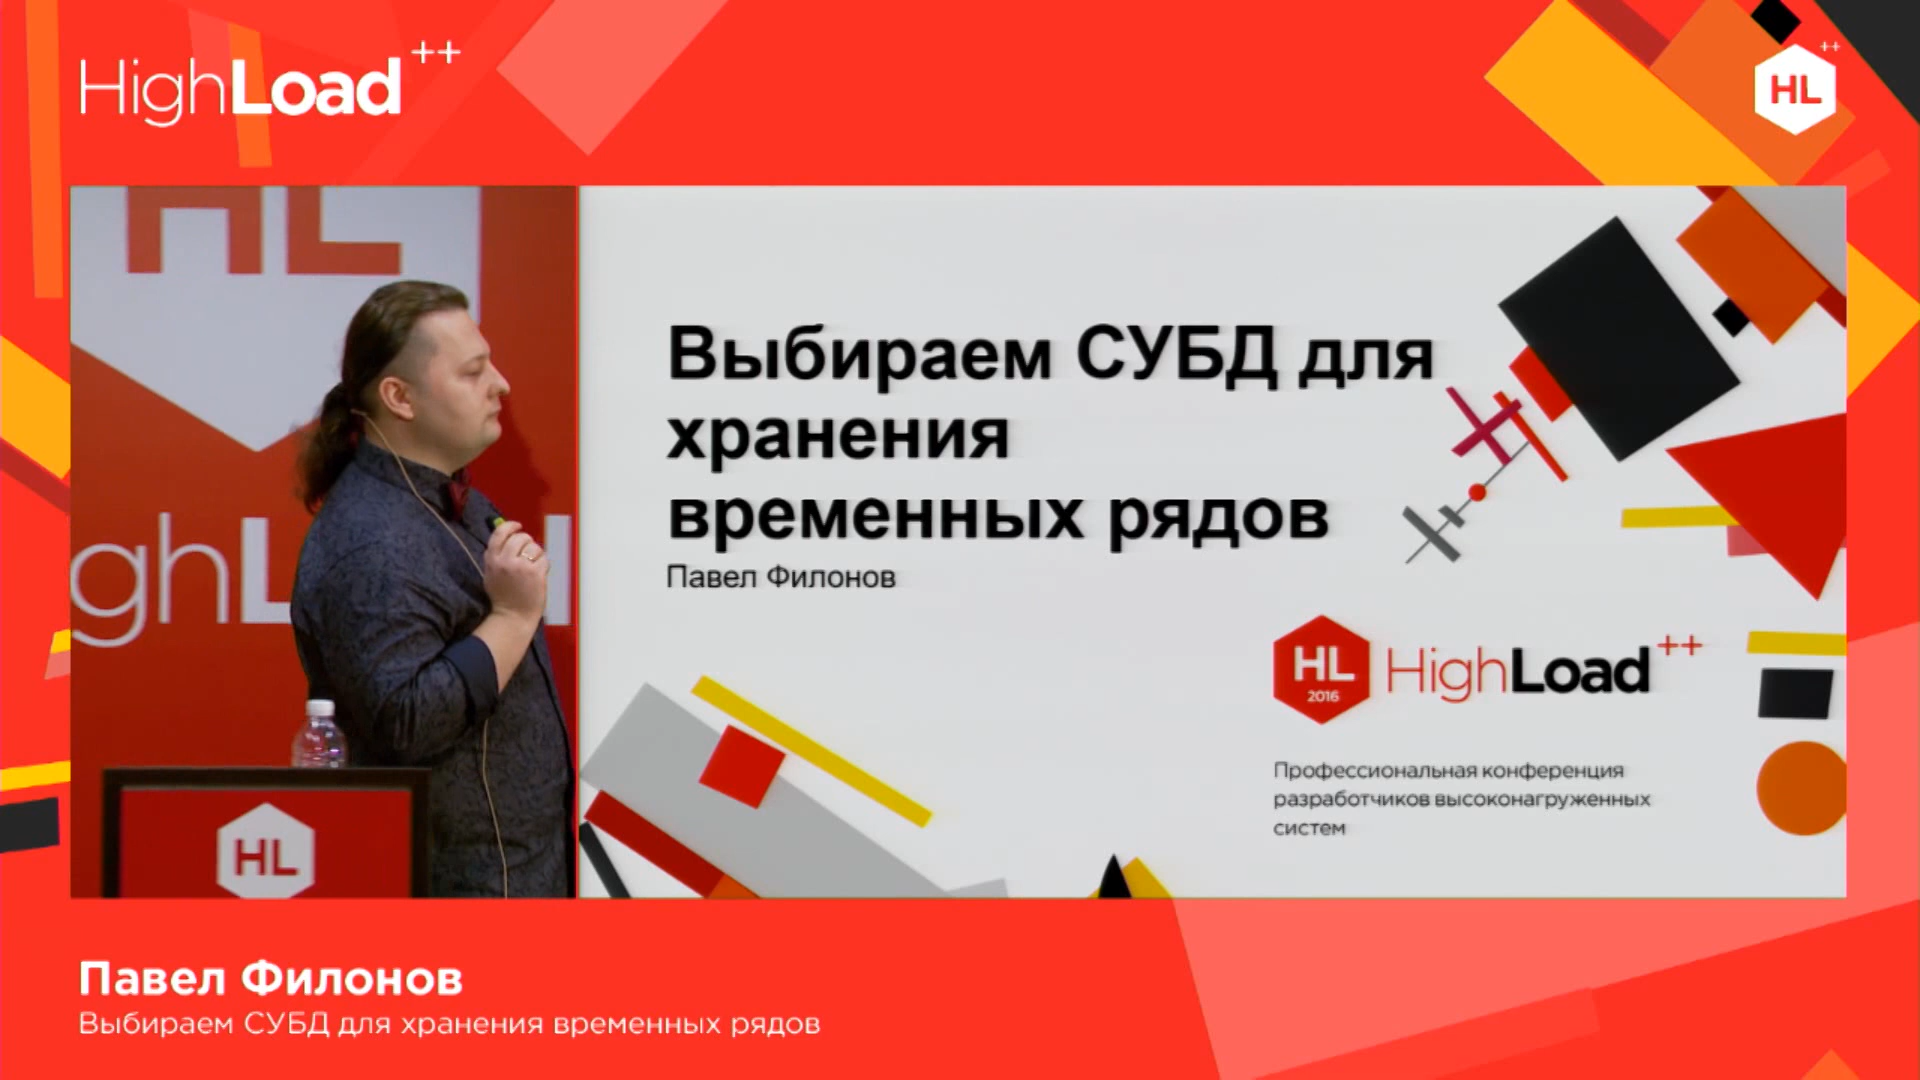 HighLoad++
HL++
HL
ghL
Выбираем СУБД для
хранения
временных рядов
Павел Филонов
HL
2016
HighLoad++
Профессиональная конференция
разработчиков высоконагруженных
систем
HL
Павел Филонов
Выбираем СУБД для хранения временных рядов